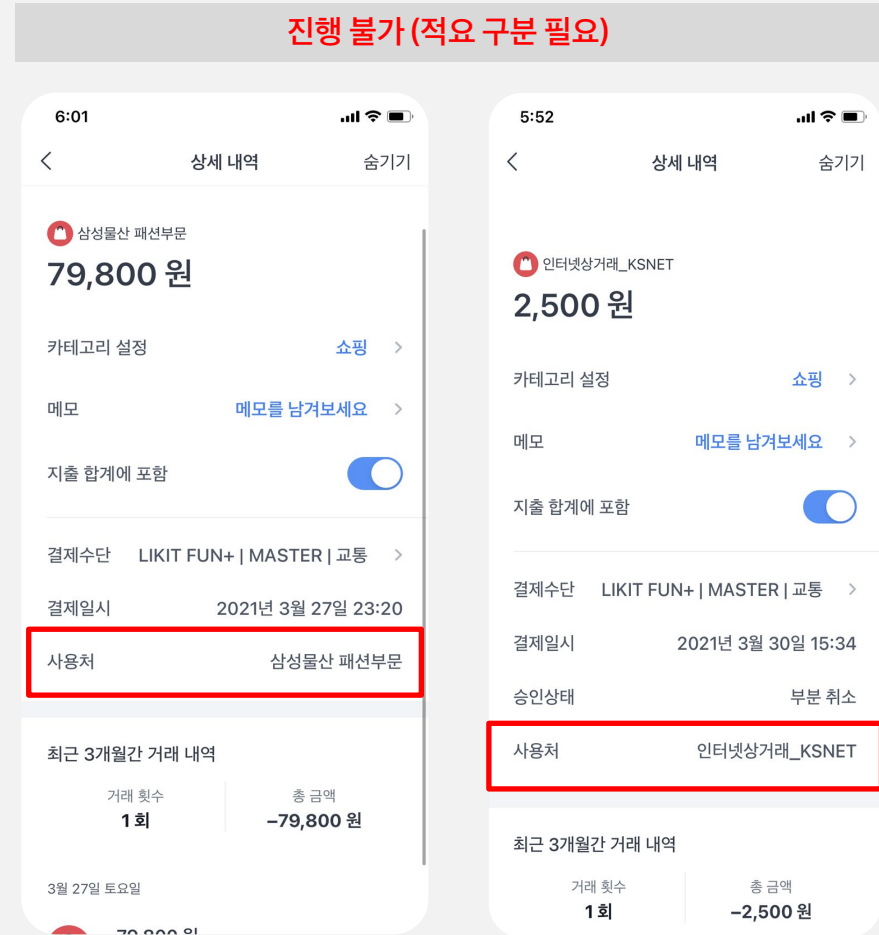 진행 불가 (적요 구분 필요)
6:01
상세 내역
숨기기
삼성물산 패션부문
79,800 원
카테고리 설정 쇼핑
메모 메모를 남겨보세요
지출 합계에 포함
결제수단 LIKIT FUN+ | MASTER | 교통
결제일시 2021년 3월 27일 23:20
사용처 삼성물산 패션부문
최근 3개월간 거래 내역
거래 횟수 총 금액
1 회 –79,800 원
3월 27일 토요일
79,800 원
5:52
상세 내역
숨기기
인터넷상거래_KSNET
2,500 원
카테고리 설정 쇼핑
메모 메모를 남겨보세요
지출 합계에 포함
결제수단 LIKIT FUN+ | MASTER | 교통
결제일시 2021년 3월 30일 15:34
승인상태 부분 취소
사용처 인터넷상거래_KSNET
최근 3개월간 거래 내역
거래 횟수 총 금액
1 회 –2,500 원